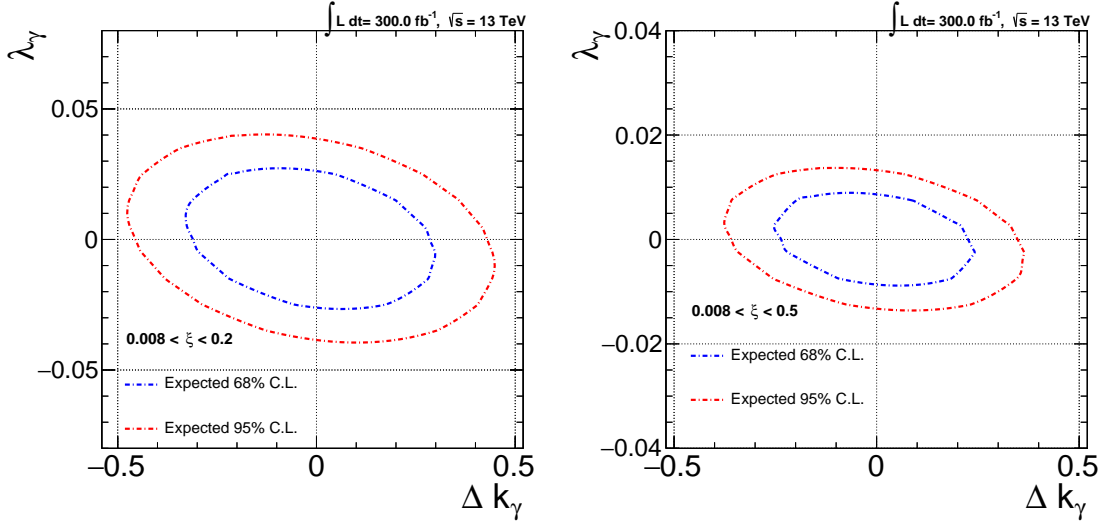 ∫ L dt= 300.0 fb⁻¹, √s = 13 TeV
λγ
0.05
0
−0.05
0.008 < ξ < 0.2
Expected 68% C.L.
Expected 95% C.L.
−0.5
0
0.5
Δ kγ
∫ L dt= 300.0 fb⁻¹, √s = 13 TeV
λγ
0.04
0.02
0
−0.02
−0.04
0.008 < ξ < 0.5
Expected 68% C.L.
Expected 95% C.L.
−0.5
0
0.5
Δ kγ